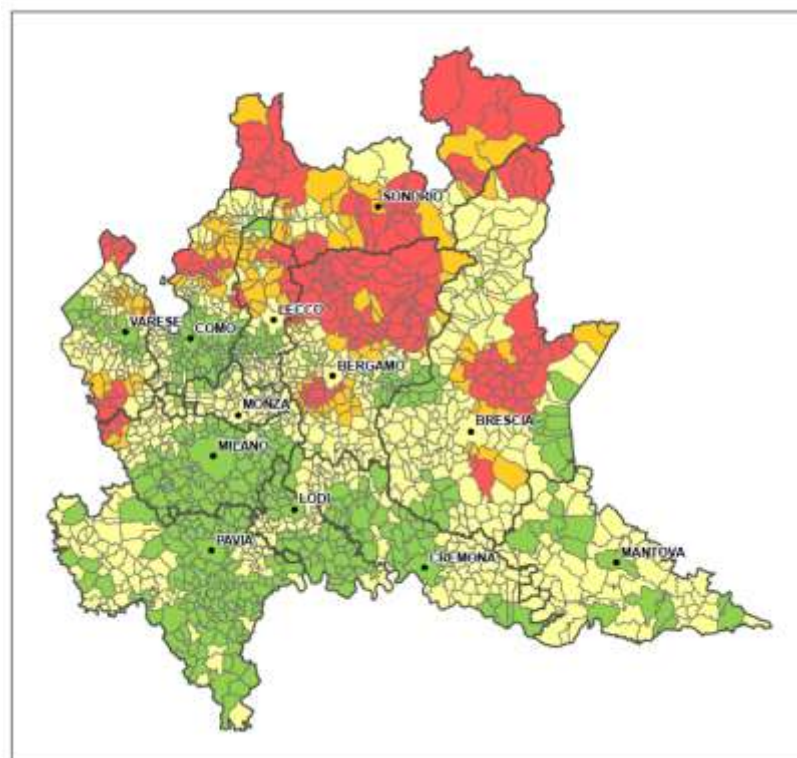 SONDRIO
LECCO
VARESE
COMO
BERGAMO
MONZA
BRESCIA
MILANO
LODI
PAVIA
CREMONA
MANTOVA